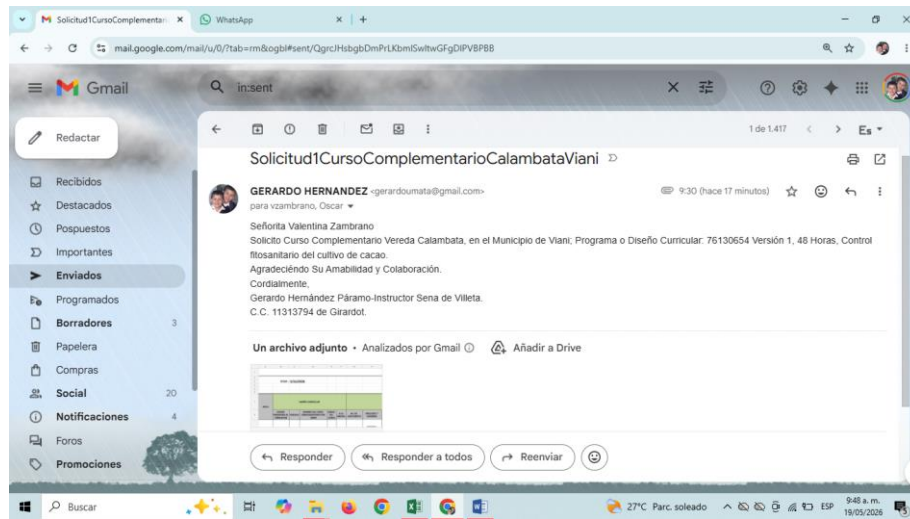 Solicitud1CursoComplementari
WhatsApp
mail.google.com/mail/u/0/?tab=rm&ogbl#sent/QgrcJHsbgbDmPrLKbmlSwltwGFgDlPVBPBB
Gmail
in:sent
Redactar
1 de 1.417
Es
Solicitud1CursoComplementarioCalambataViani
Recibidos
GERARDO HERNANDEZ <gerardoumata@gmail.com>
9:30 (hace 17 minutos)
Destacados
para vzambrano, Oscar
Pospuestos
Señorita Valentina Zambrano
Importantes
Solicito Curso Complementario Vereda Calambata, en el Municipio de Viani; Programa o Diseño Curricular: 76130654 Versión 1, 48 Horas, Control
fitosanitario del cultivo de cacao.
Enviados
Agradeciéndo Su Amabilidad y Colaboración.
Cordialmente,
Programados
Gerardo Hernández Páramo-Instructor Sena de Villeta.
C.C. 11313794 de Girardot.
Borradores 3
Papelera
Un archivo adjunto • Analizados por Gmail
Añadir a Drive
Compras
Social 20
Notificaciones 4
Foros
Responder
Responder a todos
Reenviar
Promociones
Buscar
27°C Parc. soleado
ESP
9:48 a. m.
19/05/2026